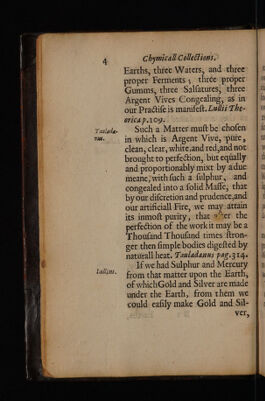 4 Chymicall Collections,
Earths, three Waters, and three
proper Ferments; three proper
Gumms, three Salsatures, three
Argent Vives Congealing, as in
our Practise is manifest. Lullii The-
orica p. 109.
Taulada-
nus.
Such a Matter must be chosen
in which is Argent Vive, pure,
clean, clear, white and red, and not
brought to perfection, but equally
and proportionably mixt by a due
meane, with such a sulphur, and
congealed into a solid Masse, that
by our discretion and prudence, and
our artificiall Fire, we may attain
its inmost purity, that after the
perfection of the work it may be a
Thousand Thousand times stron-
ger then simple bodies digested by
naturall heat. Tauladanus pag. 314.
Lullius.
If we had Sulphur and Mercury
from that matter upon the Earth,
of which Gold and Silver are made
under the Earth, from them we
could easily make Gold and Sil-
ver,